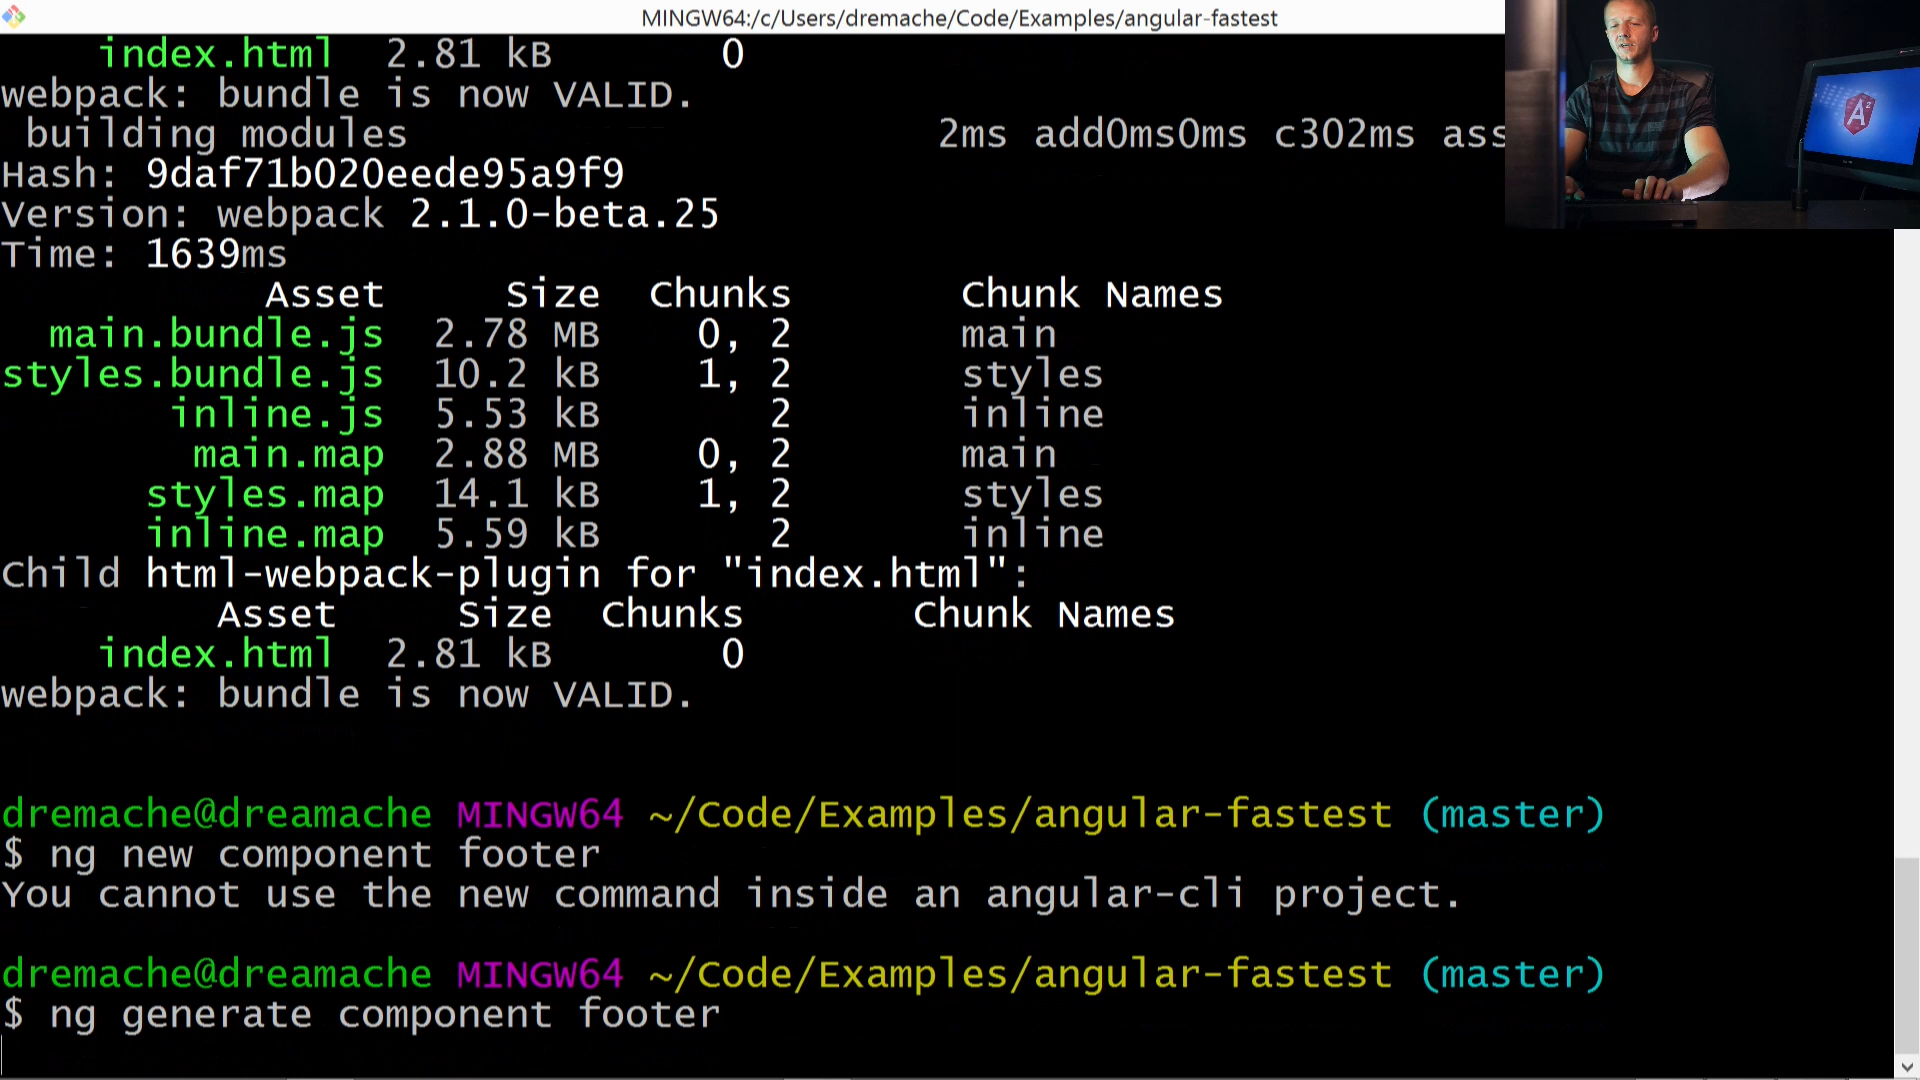 MINGW64:/c/Users/dremache/Code/Examples/angular-fastest
index.html 2.81 kB 0
webpack: bundle is now VALID.
building modules 2ms add0ms0ms c302ms ass
Hash: 9daf71b020eede95a9f9
Version: webpack 2.1.0-beta.25
Time: 1639ms
Asset Size Chunks Chunk Names
main.bundle.js 2.78 MB 0, 2 main
styles.bundle.js 10.2 kB 1, 2 styles
inline.js 5.53 kB 2 inline
main.map 2.88 MB 0, 2 main
styles.map 14.1 kB 1, 2 styles
inline.map 5.59 kB 2 inline
Child html-webpack-plugin for "index.html":
Asset Size Chunks Chunk Names
index.html 2.81 kB 0
webpack: bundle is now VALID.
dremache@dreamache MINGW64 ~/Code/Examples/angular-fastest (master)
$ ng new component footer
You cannot use the new command inside an angular-cli project.
dremache@dreamache MINGW64 ~/Code/Examples/angular-fastest (master)
$ ng generate component footer
A2